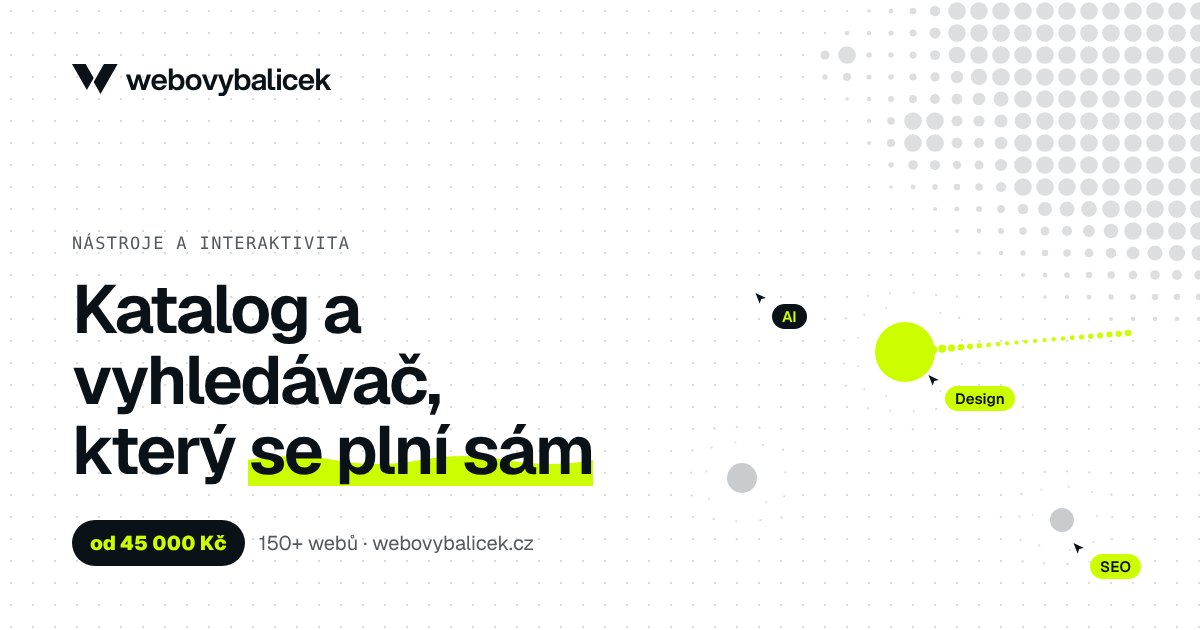 webovybalicek
NÁSTROJE A INTERAKTIVITA
Katalog a
vyhledávač,
který se plní sám
od 45 000 Kč
150+ webů · webovybalicek.cz
AI
Design
SEO